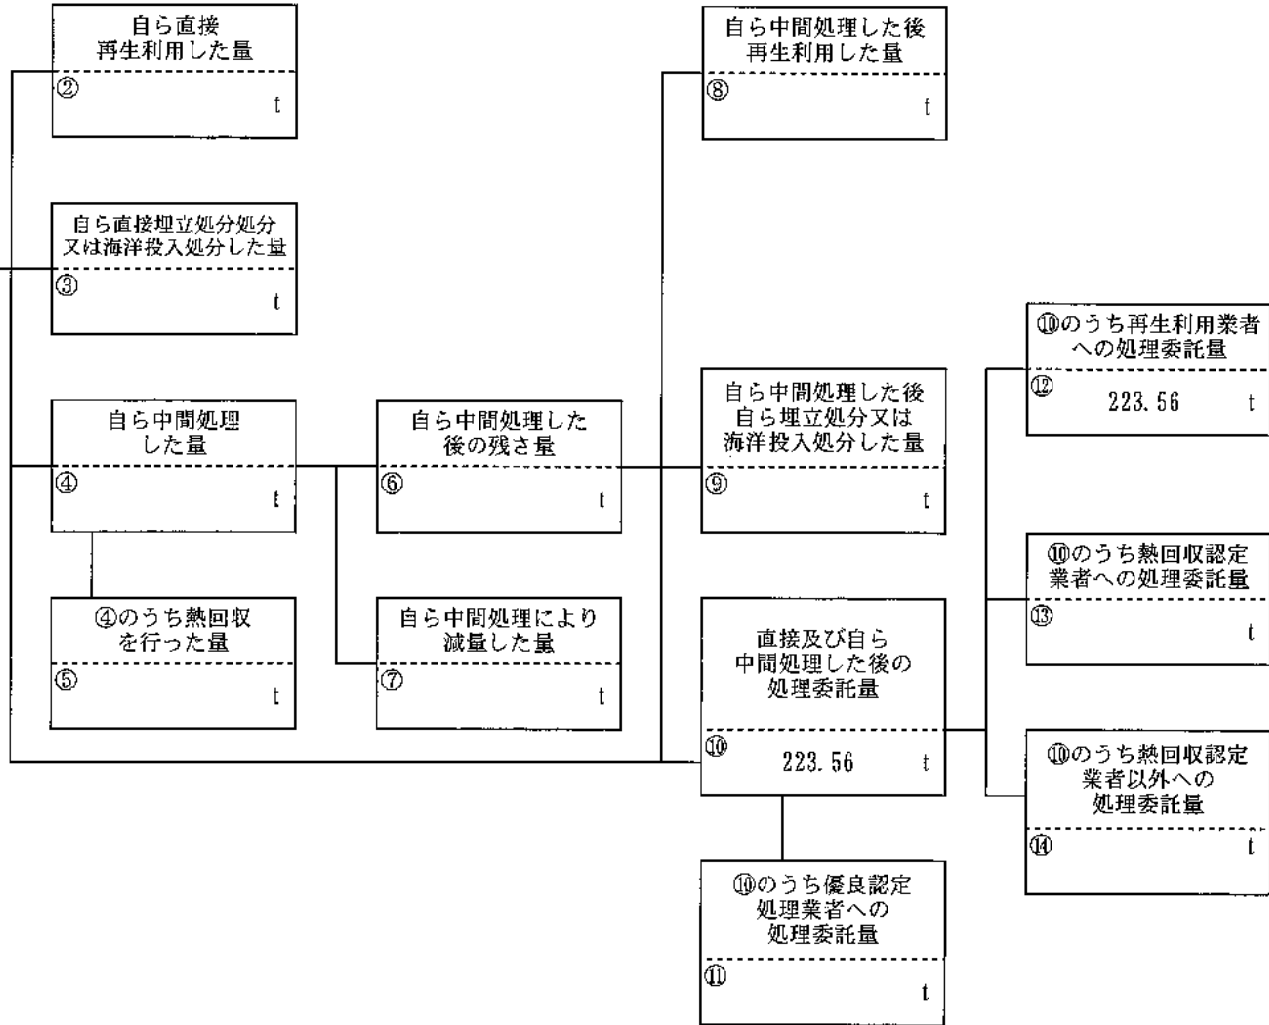 自ら直接
再生利用した量
②
t
自ら中間処理した後
再生利用した量
⑧
t
自ら直接埋立処分処分
又は海洋投入処分した量
③
t
⑩のうち再生利用業者
への処理委託量
⑫
223.56 t
自ら中間処理
した量
④
t
自ら中間処理した
後の残さ量
⑥
t
自ら中間処理した後
自ら埋立処分又は
海洋投入処分した量
⑨
t
⑩のうち熱回収認定
業者への処理委託量
⑬
t
④のうち熱回収
を行った量
⑤
t
自ら中間処理により
減量した量
⑦
t
直接及び自ら
中間処理した後の
処理委託量
⑩
223.56 t
⑩のうち熱回収認定
業者以外への
処理委託量
⑭
t
⑩のうち優良認定
処理業者への
処理委託量
⑪
t